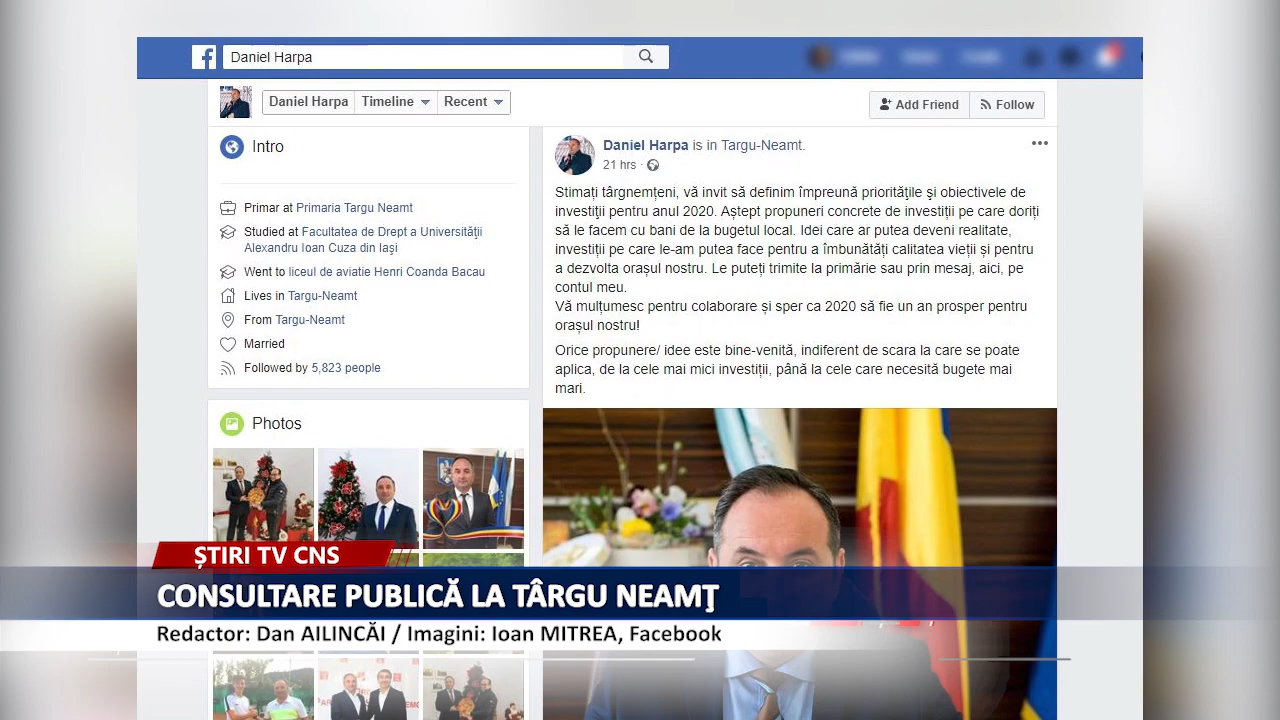 Daniel Harpa
Daniel Harpa Timeline Recent Add Friend Follow
Intro
Primar at Primaria Targu Neamt
Studied at Facultatea de Drept a Universităţii
Alexandru Ioan Cuza din Iaşi
Went to liceul de aviatie Henri Coanda Bacau
Lives in Targu-Neamt
From Targu-Neamt
Married
Followed by 5,823 people
Photos
Daniel Harpa is in Targu-Neamt.
21 hrs ·
Stimați târgnemțeni, vă invit să definim împreună priorităţile şi obiectivele de
investiţii pentru anul 2020. Aștept propuneri concrete de investiții pe care doriți
să le facem cu bani de la bugetul local. Idei care ar putea deveni realitate,
investiții pe care le-am putea face pentru a îmbunătăți calitatea vieții și pentru
a dezvolta orașul nostru. Le puteți trimite la primărie sau prin mesaj, aici, pe
contul meu.
Vă mulțumesc pentru colaborare și sper ca 2020 să fie un an prosper pentru
orașul nostru!
Orice propunere/ idee este bine-venită, indiferent de scara la care se poate
aplica, de la cele mai mici investiții, până la cele care necesită bugete mai
mari.
ȘTIRI TV CNS
CONSULTARE PUBLICĂ LA TÂRGU NEAMŢ
Redactor: Dan AILINCĂI / Imagini: Ioan MITREA, Facebook